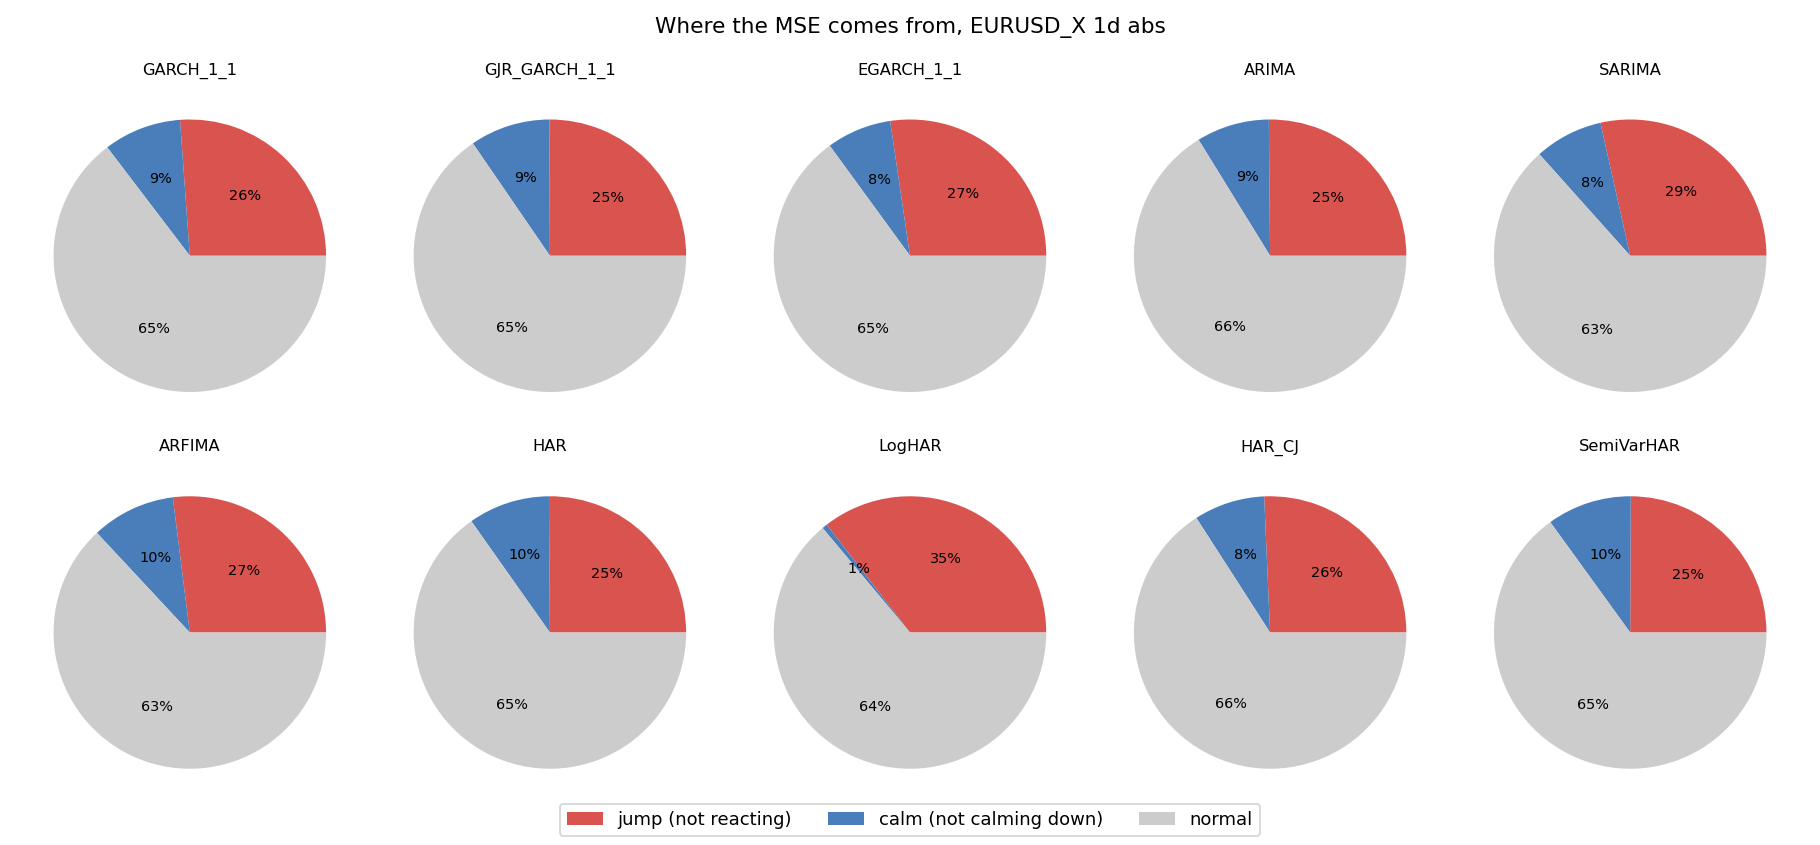 Where the MSE comes from, EURUSD_X 1d abs
GARCH_1_1
GJR_GARCH_1_1
EGARCH_1_1
ARIMA
SARIMA
9%
26%
65%
9%
25%
65%
8%
27%
65%
9%
25%
66%
8%
29%
63%
ARFIMA
HAR
LogHAR
HAR_CJ
SemiVarHAR
10%
27%
63%
10%
25%
65%
1%
35%
64%
8%
26%
66%
10%
25%
65%
jump (not reacting)
calm (not calming down)
normal